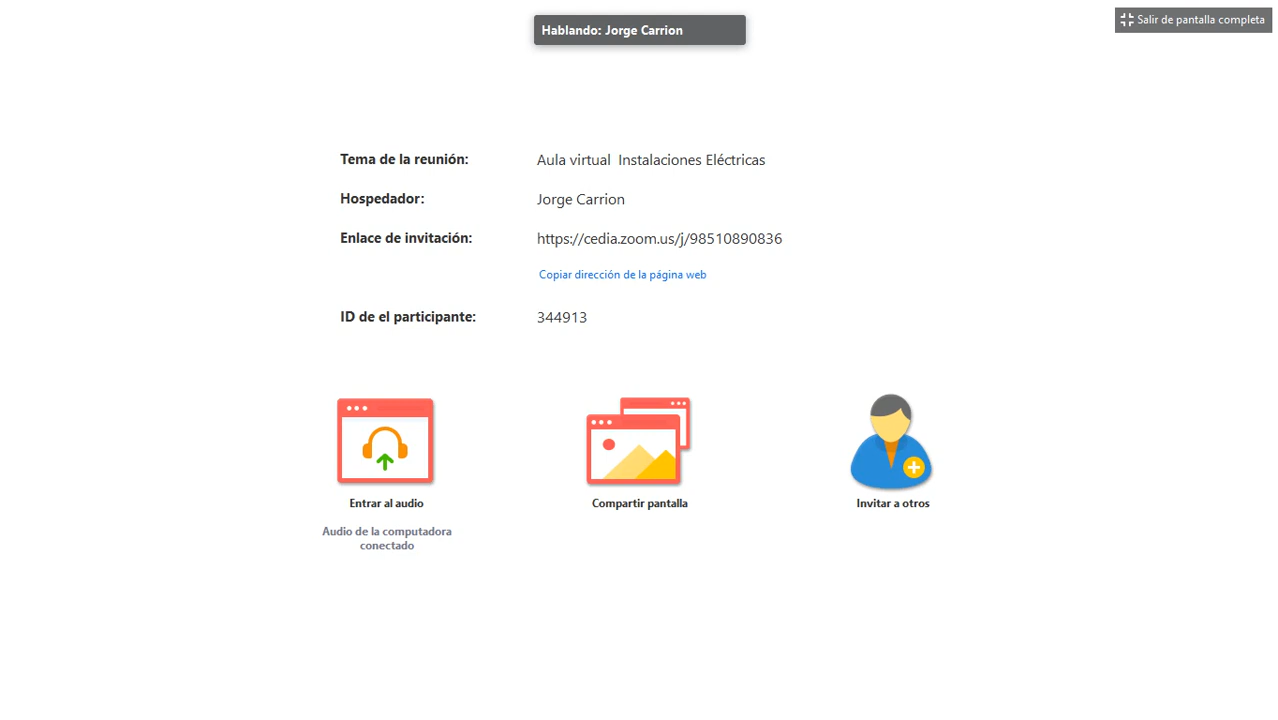 Hablando: Jorge Carrion
Salir de pantalla completa
Tema de la reunión: Aula virtual Instalaciones Eléctricas
Hospedador: Jorge Carrion
Enlace de invitación: https://cedia.zoom.us/j/98510890836
Copiar dirección de la página web
ID de el participante: 344913
Entrar al audio
Compartir pantalla
Invitar a otros
Audio de la computadora
conectado